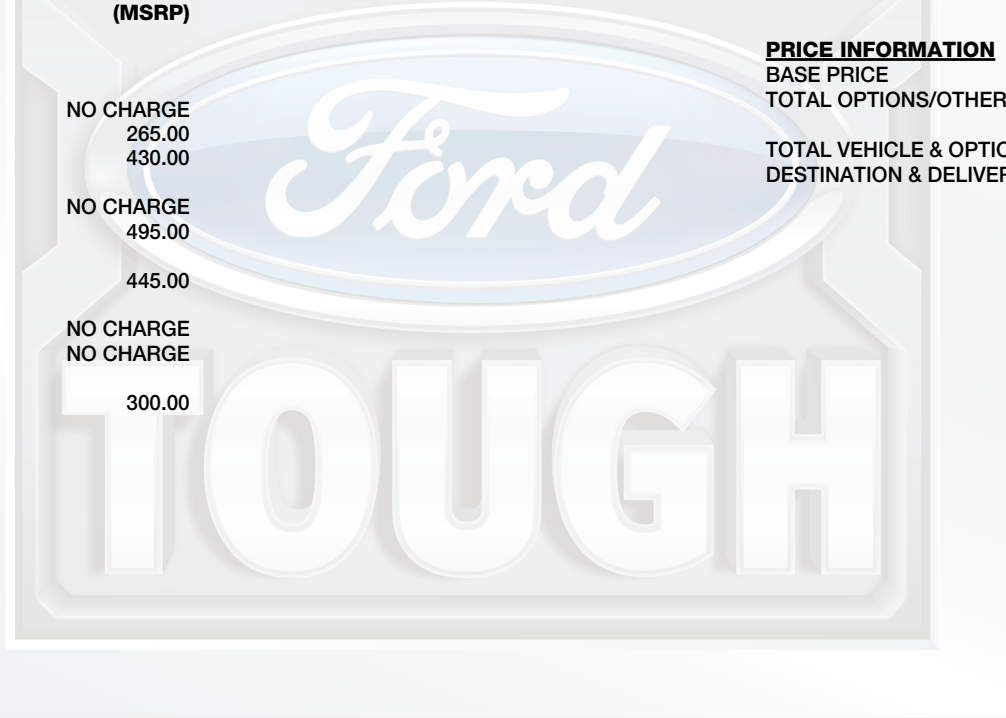 (MSRP)
NO CHARGE
265.00
430.00
NO CHARGE
495.00
445.00
NO CHARGE
NO CHARGE
300.00
PRICE INFORMATION
BASE PRICE
TOTAL OPTIONS/OTHER
TOTAL VEHICLE & OPTIO
DESTINATION & DELIVER
Ford
TOUGH